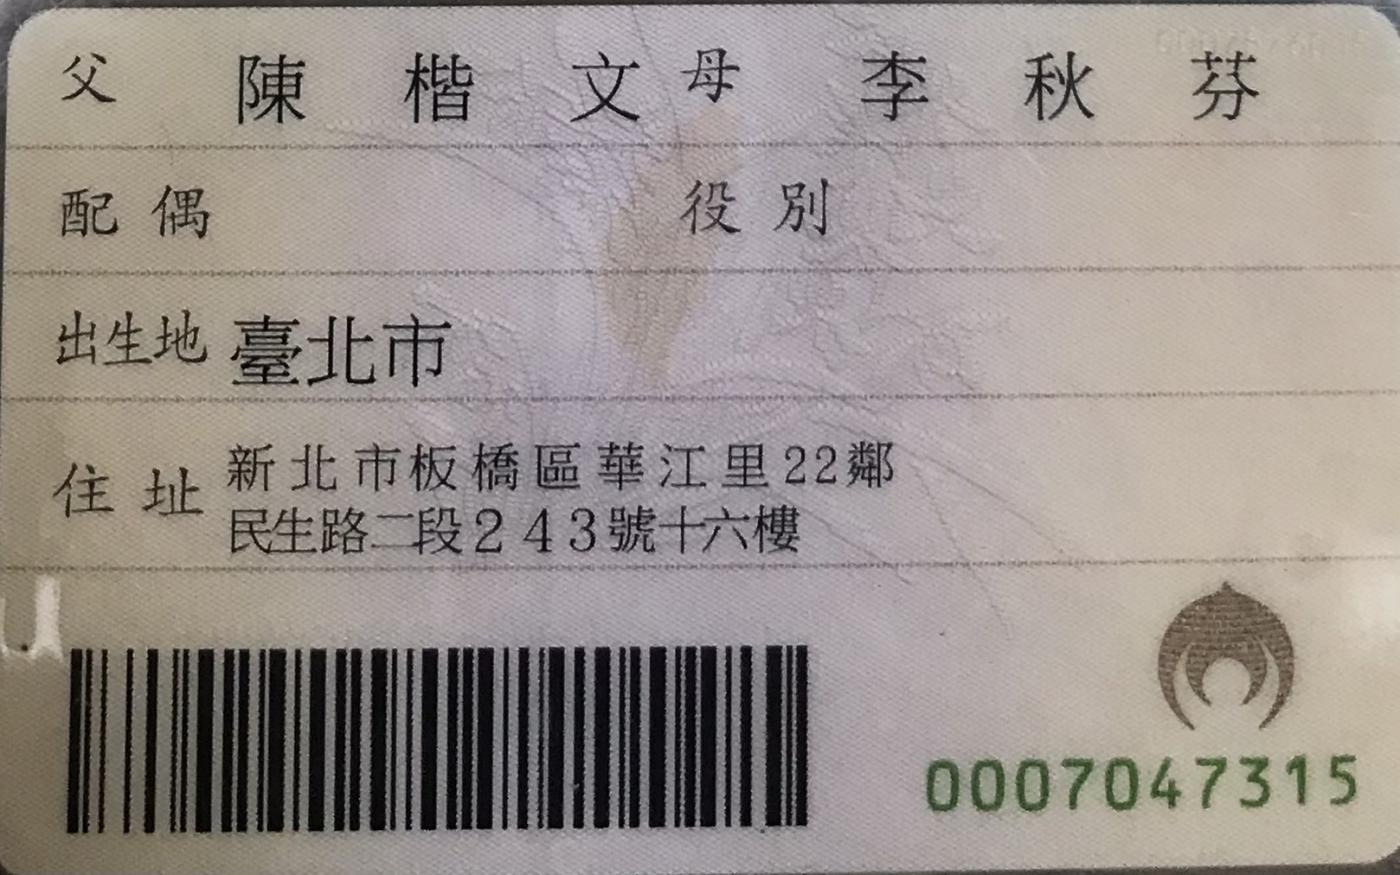 父 陳楷文 母 李秋芬
配偶 役別
出生地 臺北市
住址 新北市板橋區華江里22鄰
民生路二段243號十六樓
0007047315